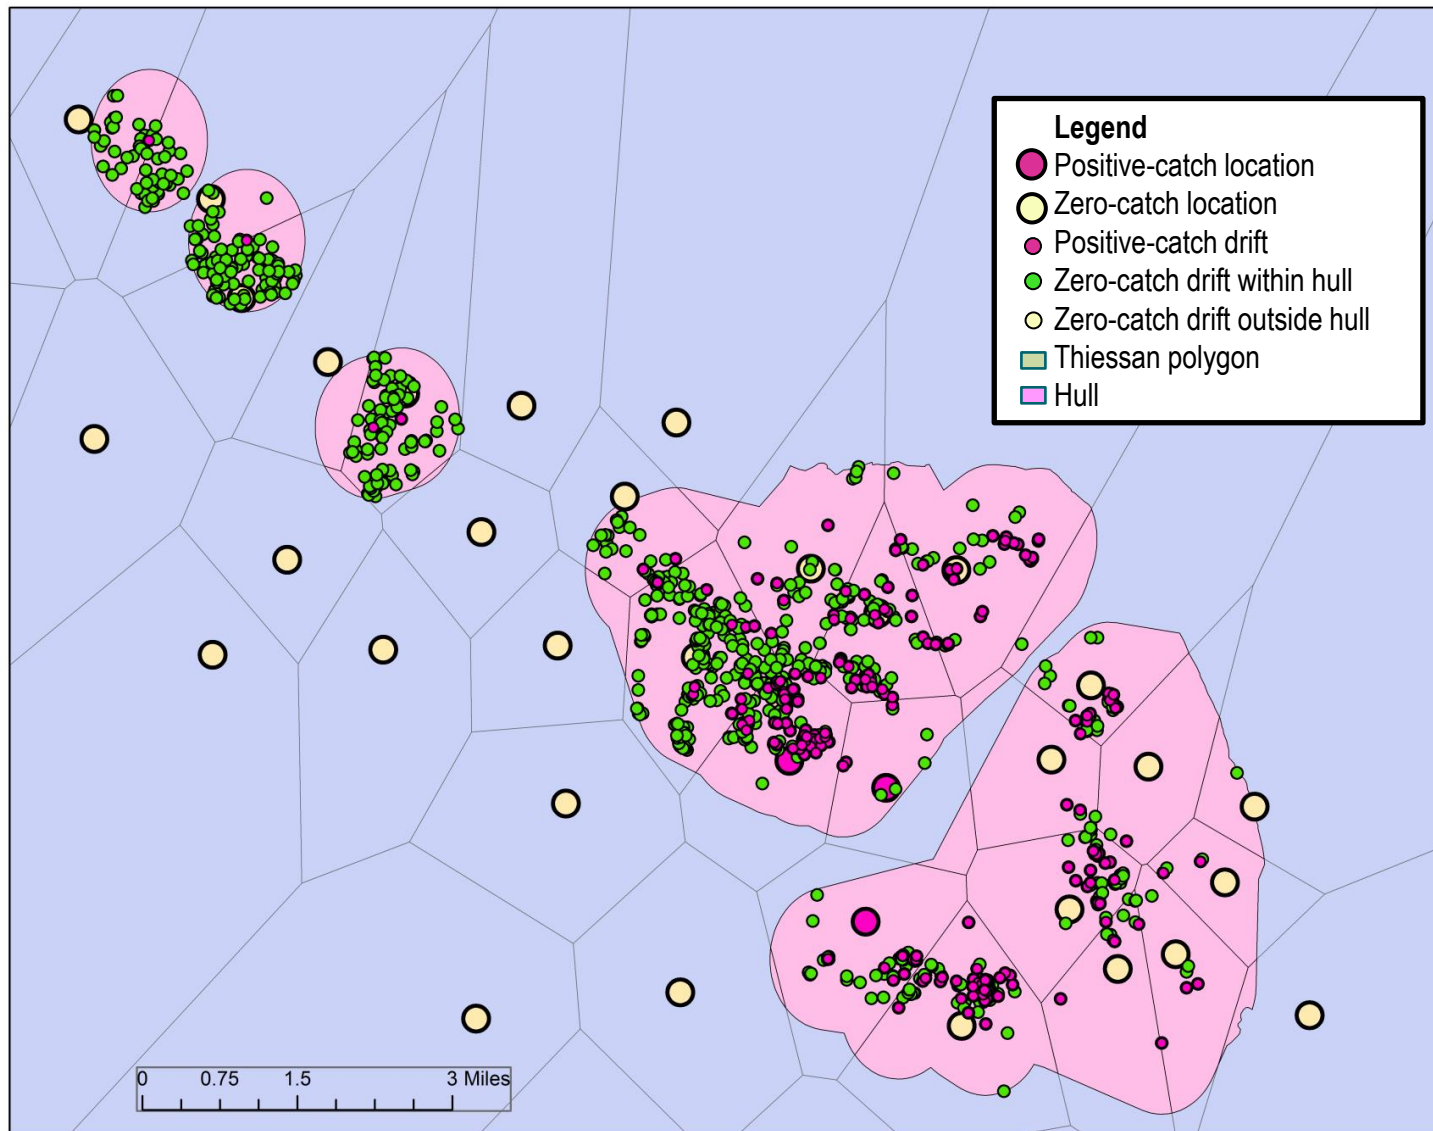 Legend
Positive-catch location
Zero-catch location
Positive-catch drift
Zero-catch drift within hull
Zero-catch drift outside hull
Thiessan polygon
Hull
0 0.75 1.5 3 Miles